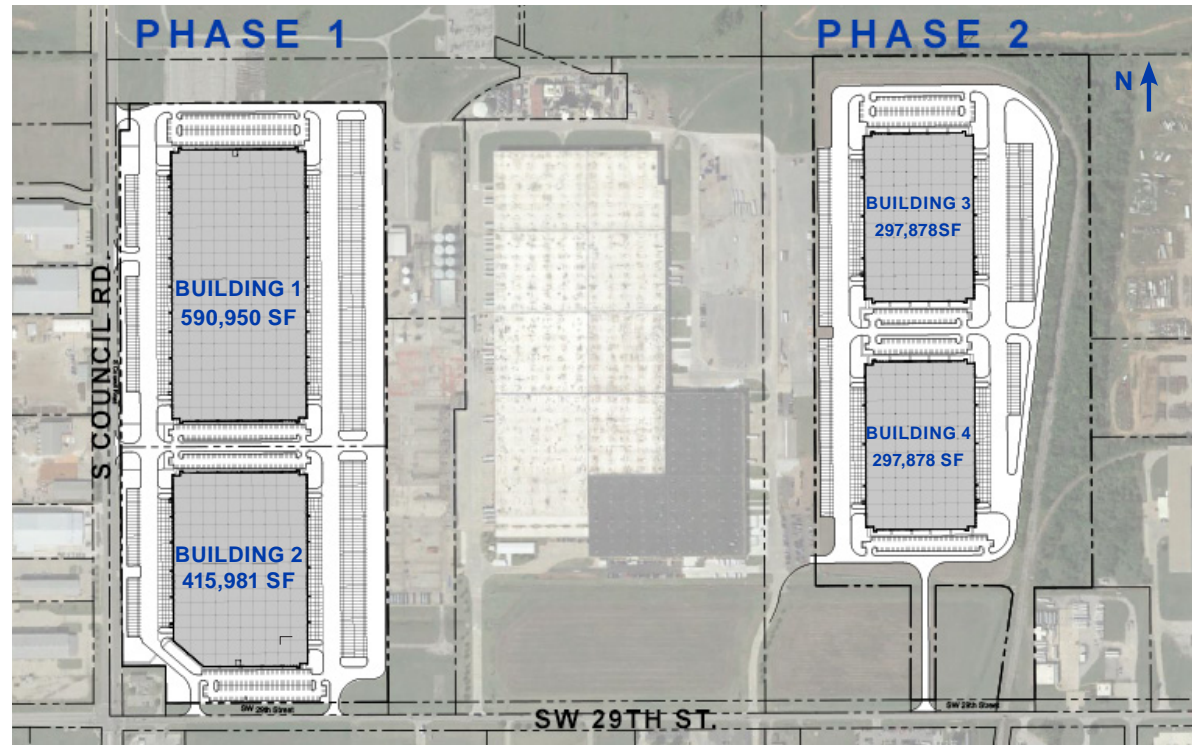 PHASE 1
PHASE 2
N
BUILDING 3
297,878SF
BUILDING 1
590,950 SF
S COUNCIL RD.
BUILDING 4
297,878 SF
BUILDING 2
415,981 SF
SW 29th Street
SW 29th Street
SW 29TH ST.